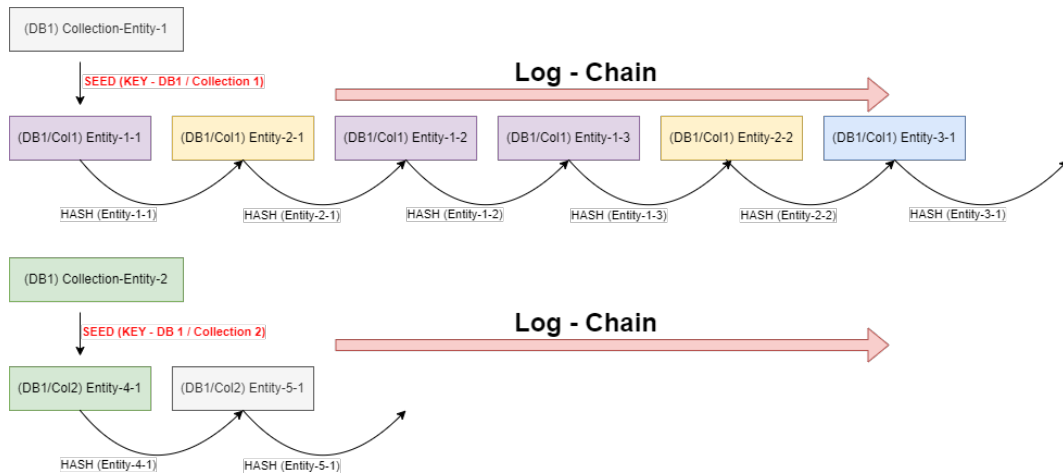 (DB1) Collection-Entity-1
SEED (KEY - DB1 / Collection 1)
Log - Chain
(DB1/Col1) Entity-1-1
(DB1/Col1) Entity-2-1
(DB1/Col1) Entity-1-2
(DB1/Col1) Entity-1-3
(DB1/Col1) Entity-2-2
(DB1/Col1) Entity-3-1
HASH (Entity-1-1)
HASH (Entity-2-1)
HASH (Entity-1-2)
HASH (Entity-1-3)
HASH (Entity-2-2)
HASH (Entity-3-1)
(DB1) Collection-Entity-2
SEED (KEY - DB 1 / Collection 2)
Log - Chain
(DB1/Col2) Entity-4-1
(DB1/Col2) Entity-5-1
HASH (Entity-4-1)
HASH (Entity-5-1)